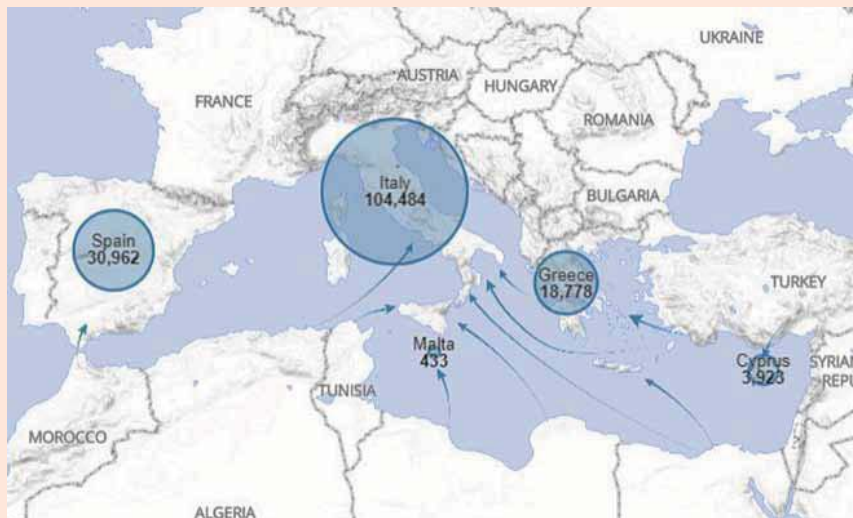 UKRAINE
AUSTRIA
HUNGARY
FRANCE
ROMANIA
Italy
104,484
BULGARIA
Spain
30,962
Greece
18,778
TURKEY
Malta
433
Cyprus
3,923
SYRIAN
REPU
TUNISIA
MOROCCO
ALGERIA